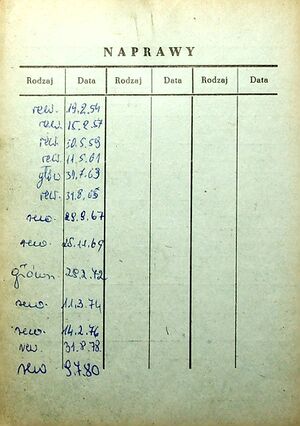 NAPRAWY
Rodzaj Data Rodzaj Data Rodzaj Data
rew. 19.2.54
rew. 15.2.57
rew. 30.5.59
rew. 11.5.61
głów 31.7.63
rew. 31.8.65
rew. 28.9.67
rew. 25.11.69
główn. 28.2.72
rew. 11.3.74
rew. 14.2.76
rew. 31.8.78.
rew 9.7.80